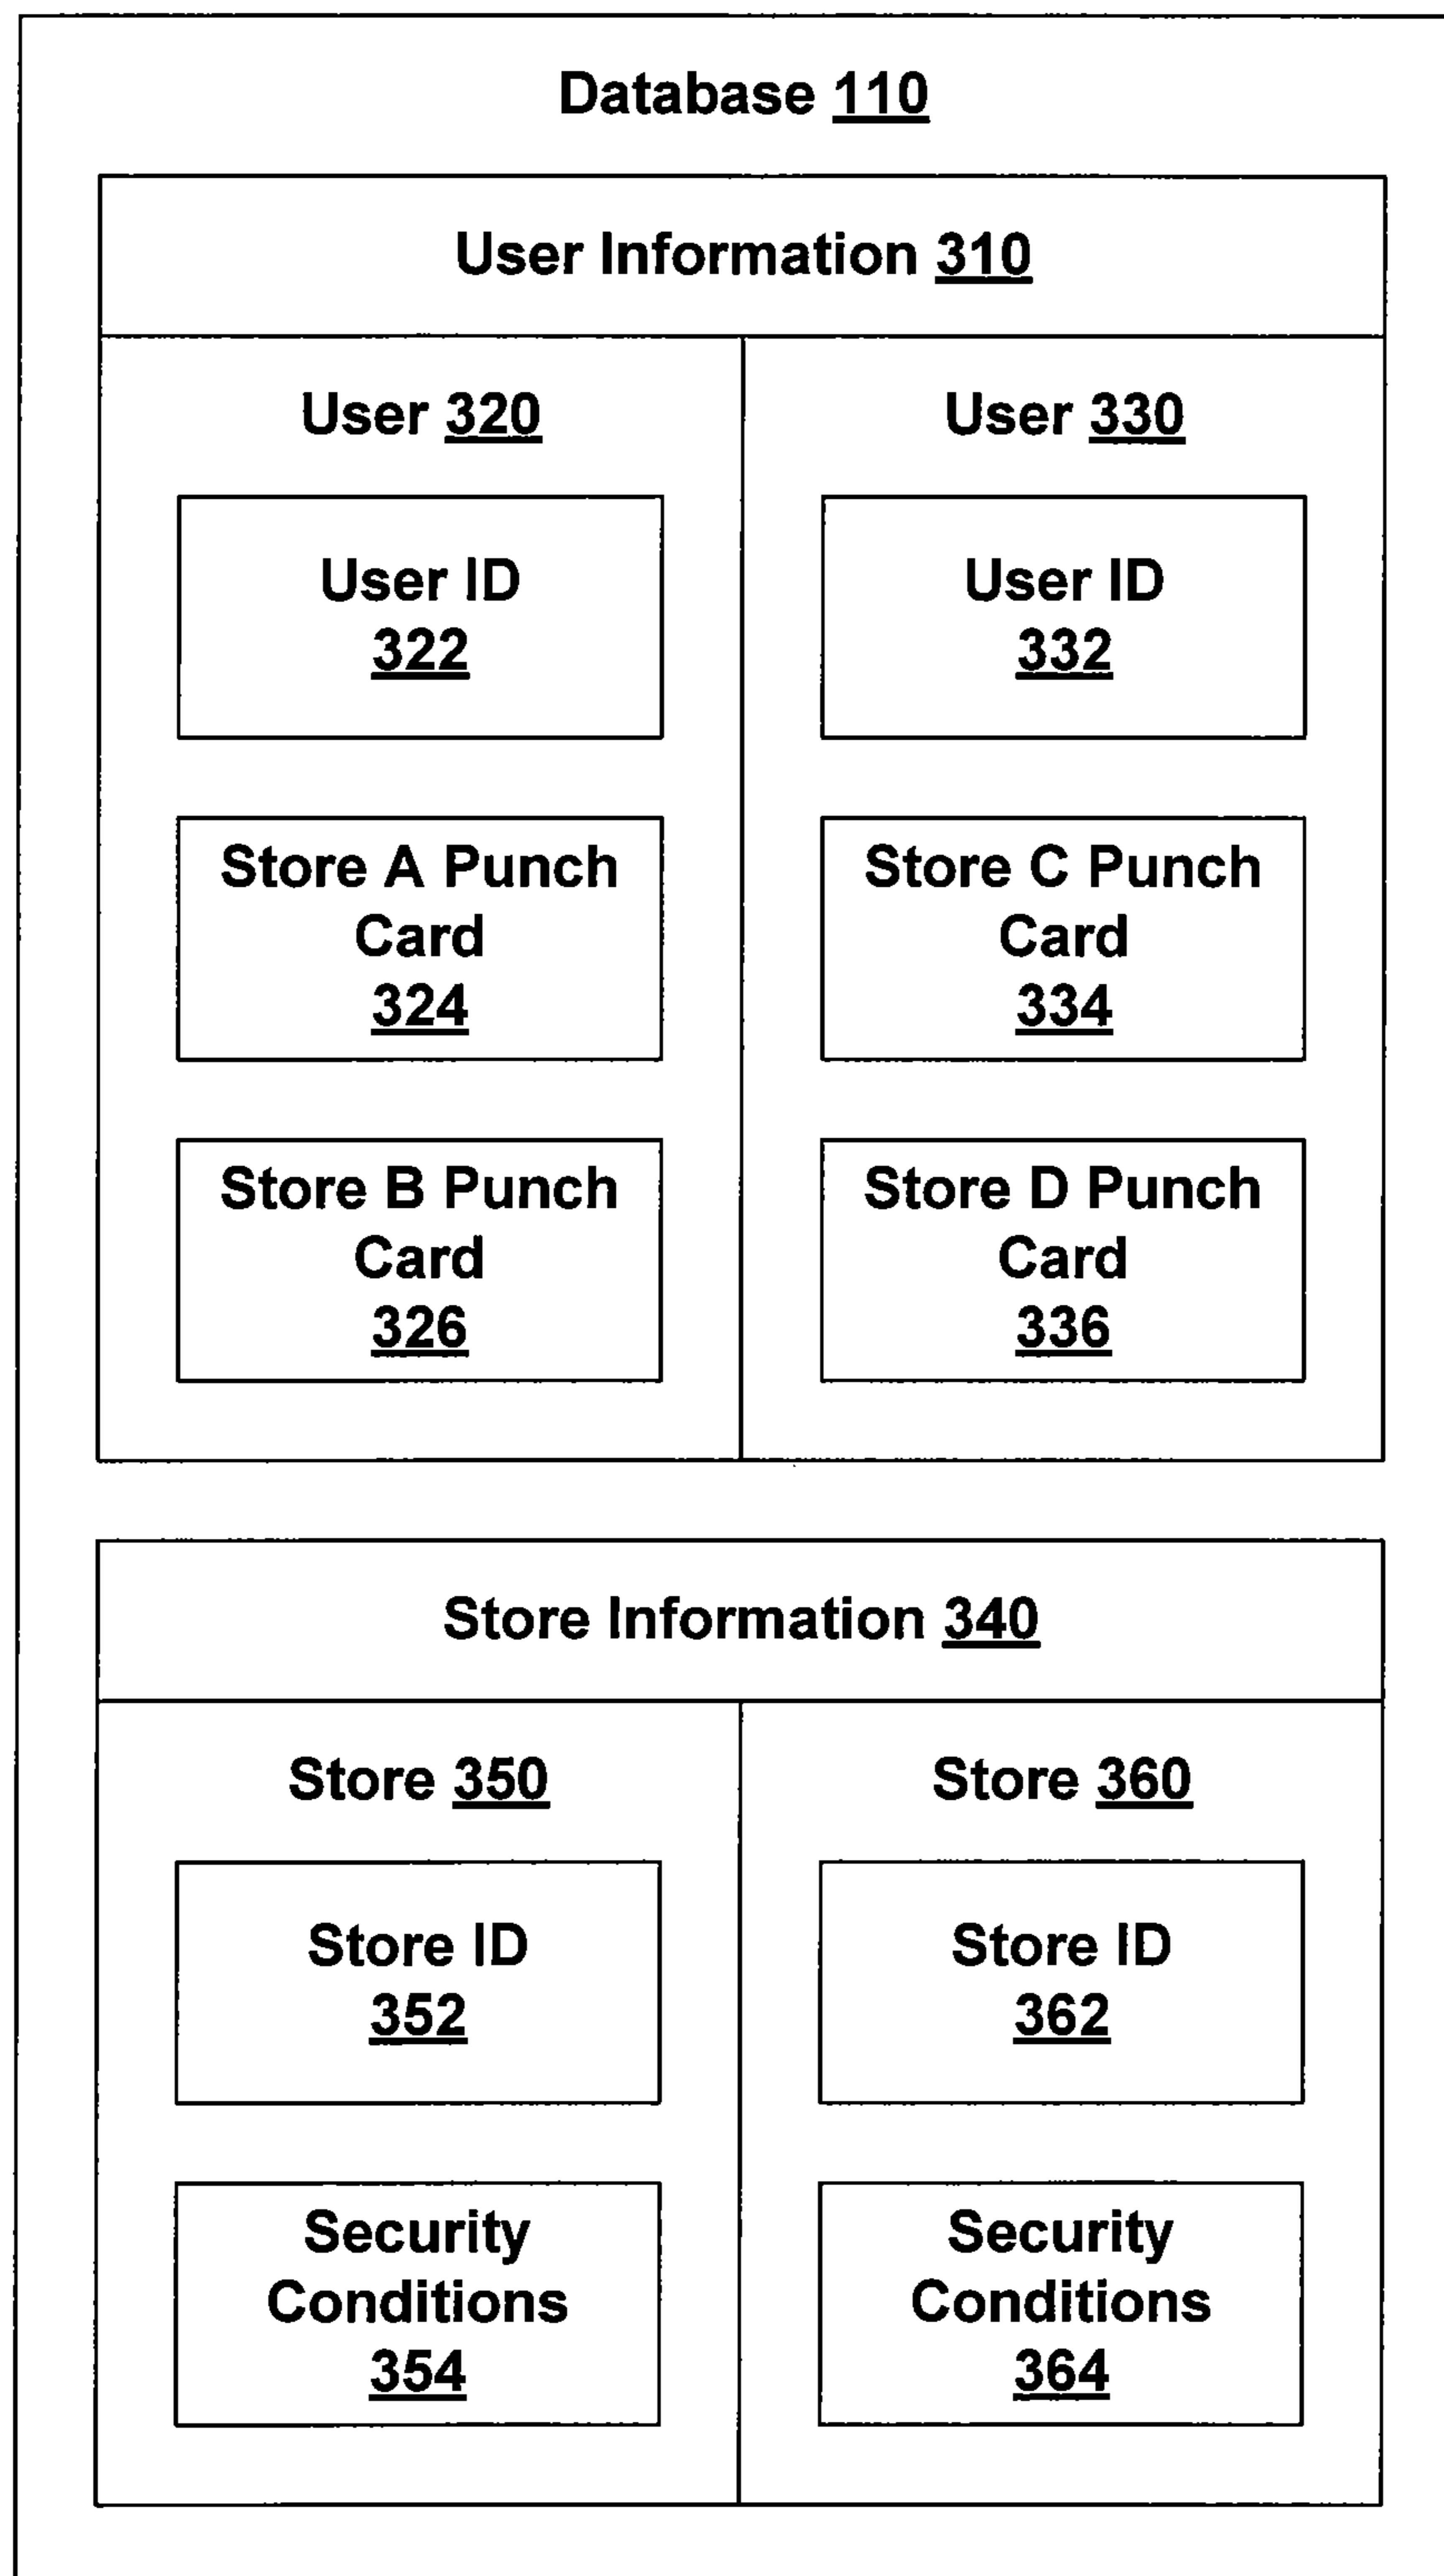 Database 110
User Information 310
User 320
User ID
322
Store A Punch
Card
324
Store B Punch
Card
326
User 330
User ID
332
Store C Punch
Card
334
Store D Punch
Card
336
Store Information 340
Store 350
Store ID
352
Security
Conditions
354
Store 360
Store ID
362
Security
Conditions
364